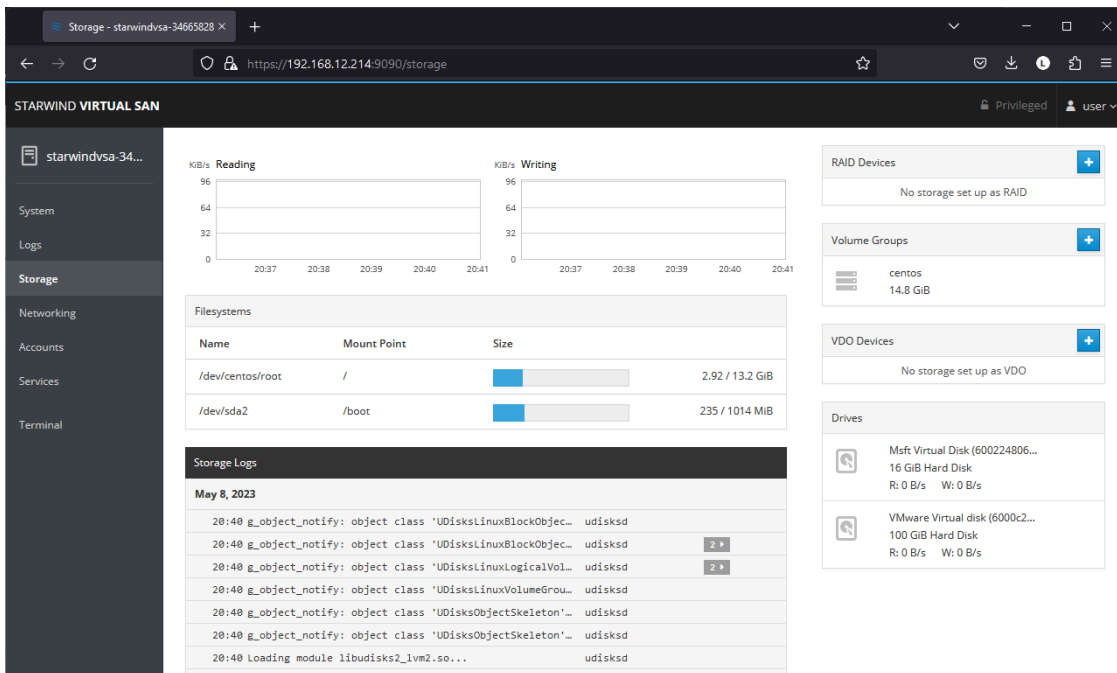 Storage - starwindvsa-34665828
https://192.168.12.214:9090/storage
L
STARWIND VIRTUAL SAN
Privileged
user
starwindvsa-34...
System
Logs
Storage
Networking
Accounts
Services
Terminal
KiB/s Reading
96
64
32
0
20:37 20:38 20:39 20:40 20:41
KiB/s Writing
96
64
32
0
20:37 20:38 20:39 20:40 20:41
Filesystems
Name Mount Point Size
/dev/centos/root / 2.92 / 13.2 GiB
/dev/sda2 /boot 235 / 1014 MiB
Storage Logs
May 8, 2023
20:40 g_object_notify: object class 'UDisksLinuxBlockObjec… udisksd
20:40 g_object_notify: object class 'UDisksLinuxBlockObjec… udisksd 2
20:40 g_object_notify: object class 'UDisksLinuxLogicalVol… udisksd 2
20:40 g_object_notify: object class 'UDisksLinuxVolumeGrou… udisksd
20:40 g_object_notify: object class 'UDisksObjectSkeleton'… udisksd
20:40 g_object_notify: object class 'UDisksObjectSkeleton'… udisksd
20:40 Loading module libudisks2_lvm2.so... udisksd
RAID Devices
No storage set up as RAID
Volume Groups
centos
14.8 GiB
VDO Devices
No storage set up as VDO
Drives
Msft Virtual Disk (600224806...
16 GiB Hard Disk
R: 0 B/s W: 0 B/s
VMware Virtual disk (6000c2...
100 GiB Hard Disk
R: 0 B/s W: 0 B/s